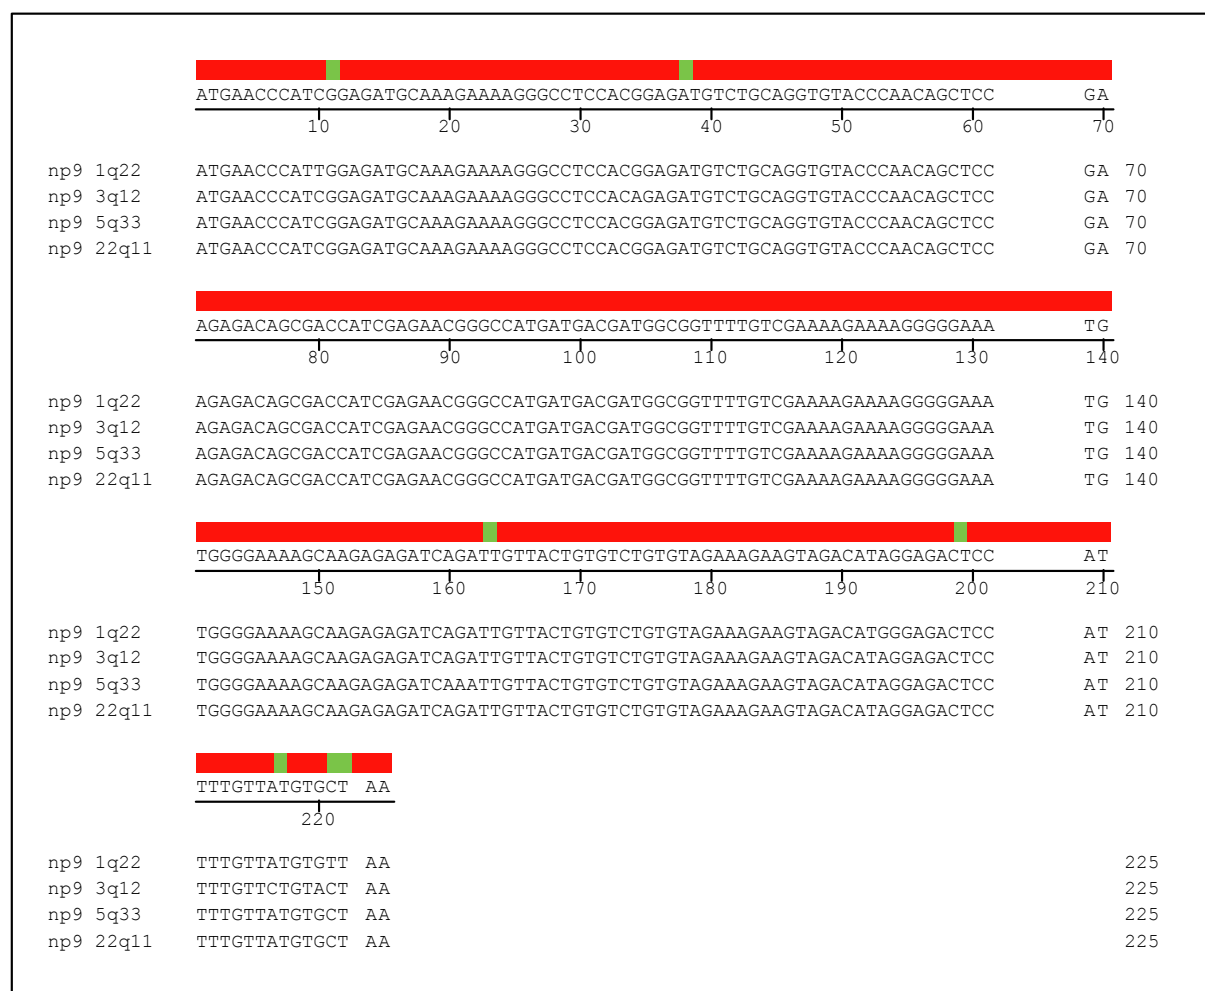 ATGAACCCATCGGAGATGCAAAGAAAAGGGCCTCCACGGAGATGTCTGCAGGTGTACCCAACAGCTCC GA
10 20 30 40 50 60 70
np9 1q22 ATGAACCCATTGGAGATGCAAAGAAAAGGGCCTCCACGGAGATGTCTGCAGGTGTACCCAACAGCTCC GA 70
np9 3q12 ATGAACCCATCGGAGATGCAAAGAAAAGGGCCTCCACAGAGATGTCTGCAGGTGTACCCAACAGCTCC GA 70
np9 5q33 ATGAACCCATCGGAGATGCAAAGAAAAGGGCCTCCACGGAGATGTCTGCAGGTGTACCCAACAGCTCC GA 70
np9 22q11 ATGAACCCATCGGAGATGCAAAGAAAAGGGCCTCCACGGAGATGTCTGCAGGTGTACCCAACAGCTCC GA 70
AGAGACAGCGACCATCGAGAACGGGCCATGATGACGATGGCGGTTTTGTCGAAAAGAAAAGGGGGAAA TG
80 90 100 110 120 130 140
np9 1q22 AGAGACAGCGACCATCGAGAACGGGCCATGATGACGATGGCGGTTTTGTCGAAAAGAAAAGGGGGAAA TG 140
np9 3q12 AGAGACAGCGACCATCGAGAACGGGCCATGATGACGATGGCGGTTTTGTCGAAAAGAAAAGGGGGAAA TG 140
np9 5q33 AGAGACAGCGACCATCGAGAACGGGCCATGATGACGATGGCGGTTTTGTCGAAAAGAAAAGGGGGAAA TG 140
np9 22q11 AGAGACAGCGACCATCGAGAACGGGCCATGATGACGATGGCGGTTTTGTCGAAAAGAAAAGGGGGAAA TG 140
TGGGGAAAAGCAAGAGAGATCAGATTGTTACTGTGTCTGTGTAGAAAGAAGTAGACATAGGAGACTCC AT
150 160 170 180 190 200 210
np9 1q22 TGGGGAAAAGCAAGAGAGATCAGATTGTTACTGTGTCTGTGTAGAAAGAAGTAGACATGGGAGACTCC AT 210
np9 3q12 TGGGGAAAAGCAAGAGAGATCAGATTGTTACTGTGTCTGTGTAGAAAGAAGTAGACATAGGAGACTCC AT 210
np9 5q33 TGGGGAAAAGCAAGAGAGATCAAATTGTTACTGTGTCTGTGTAGAAAGAAGTAGACATAGGAGACTCC AT 210
np9 22q11 TGGGGAAAAGCAAGAGAGATCAGATTGTTACTGTGTCTGTGTAGAAAGAAGTAGACATAGGAGACTCC AT 210
TTTGTTATGTGCT AA
220
np9 1q22 TTTGTTATGTGTT AA 225
np9 3q12 TTTGTTCTGTACT AA 225
np9 5q33 TTTGTTATGTGCT AA 225
np9 22q11 TTTGTTATGTGCT AA 225